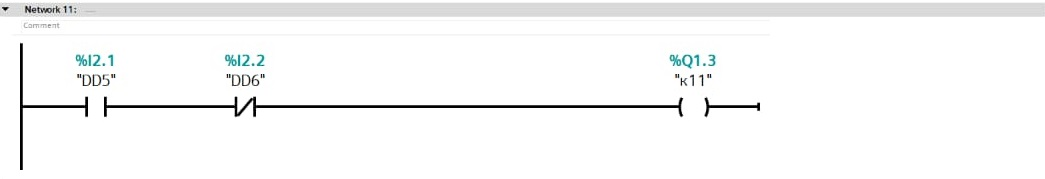 Network 11: .....
Comment
%I2.1 %I2.2 %Q1.3
"DD5" "DD6" "к11"